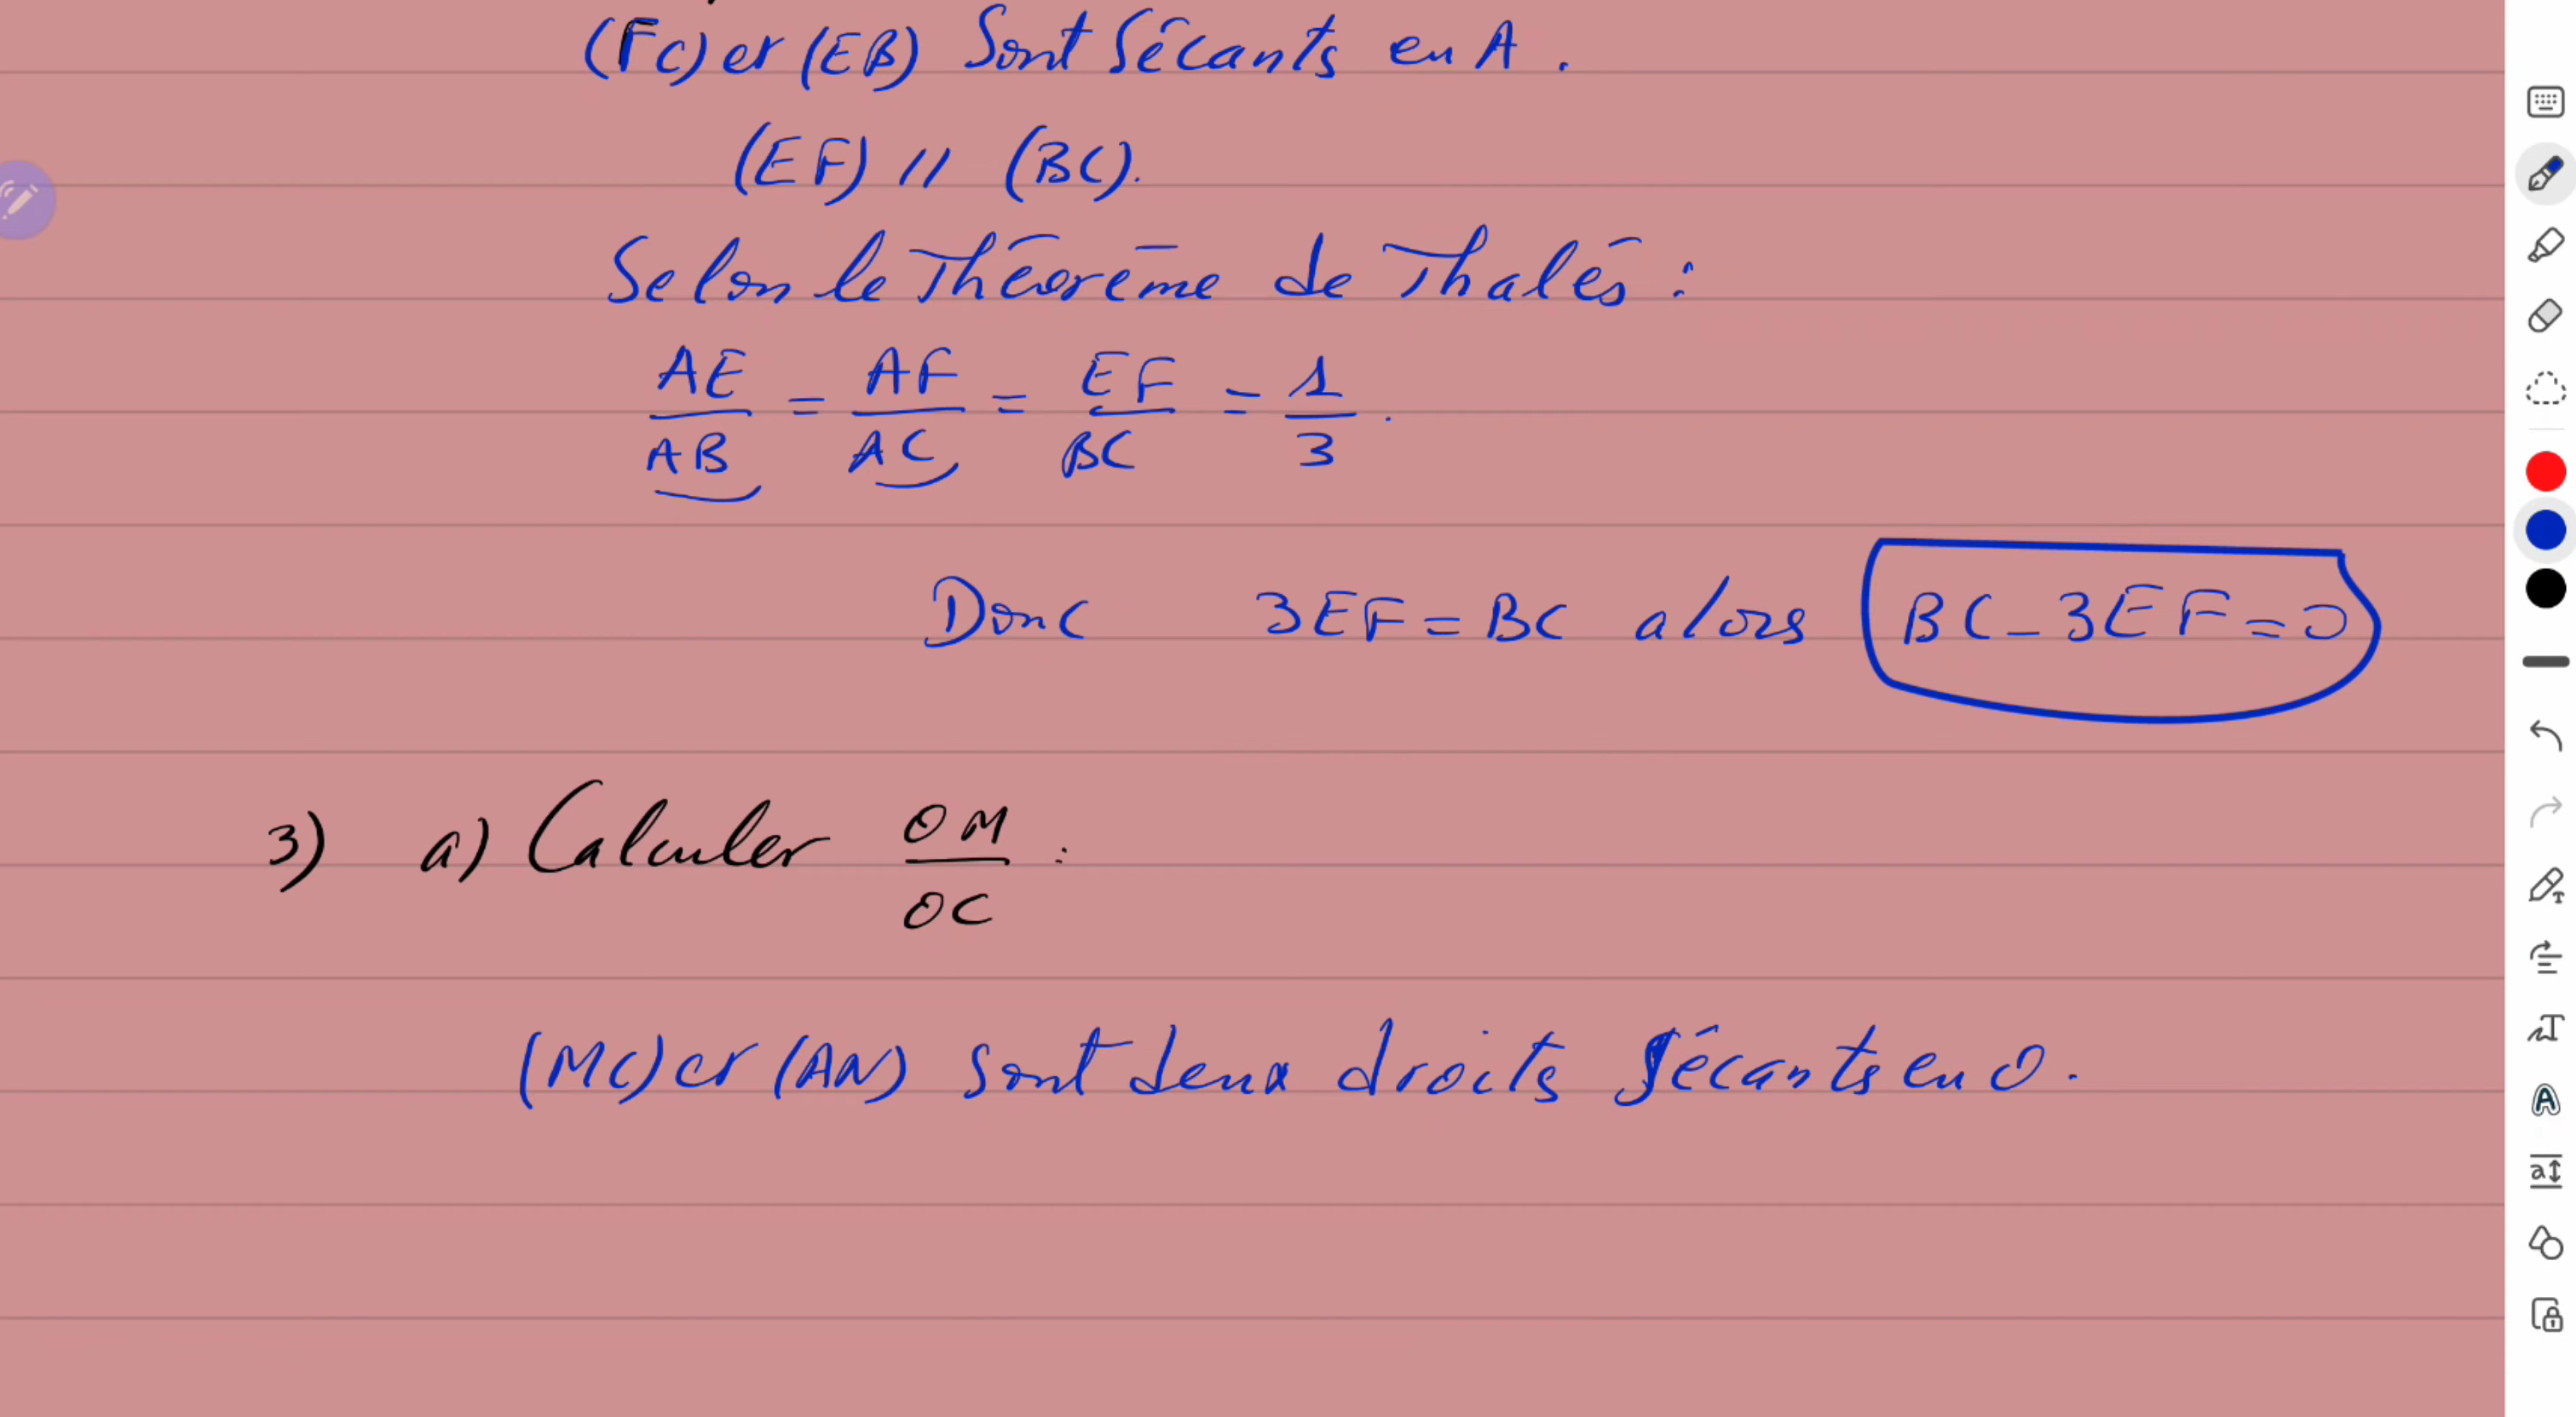 (FC) et (EB) Sont Sécants en A.
(EF) // (BC).
Selon le Théorème de Thalès :
AE/AB = AF/AC = EF/BC = 1/3.
Donc 3EF = BC alors BC - 3EF = 0
3) a) Calculer OM/OC :
(MC) et (AN) sont deux droits sécants en O.